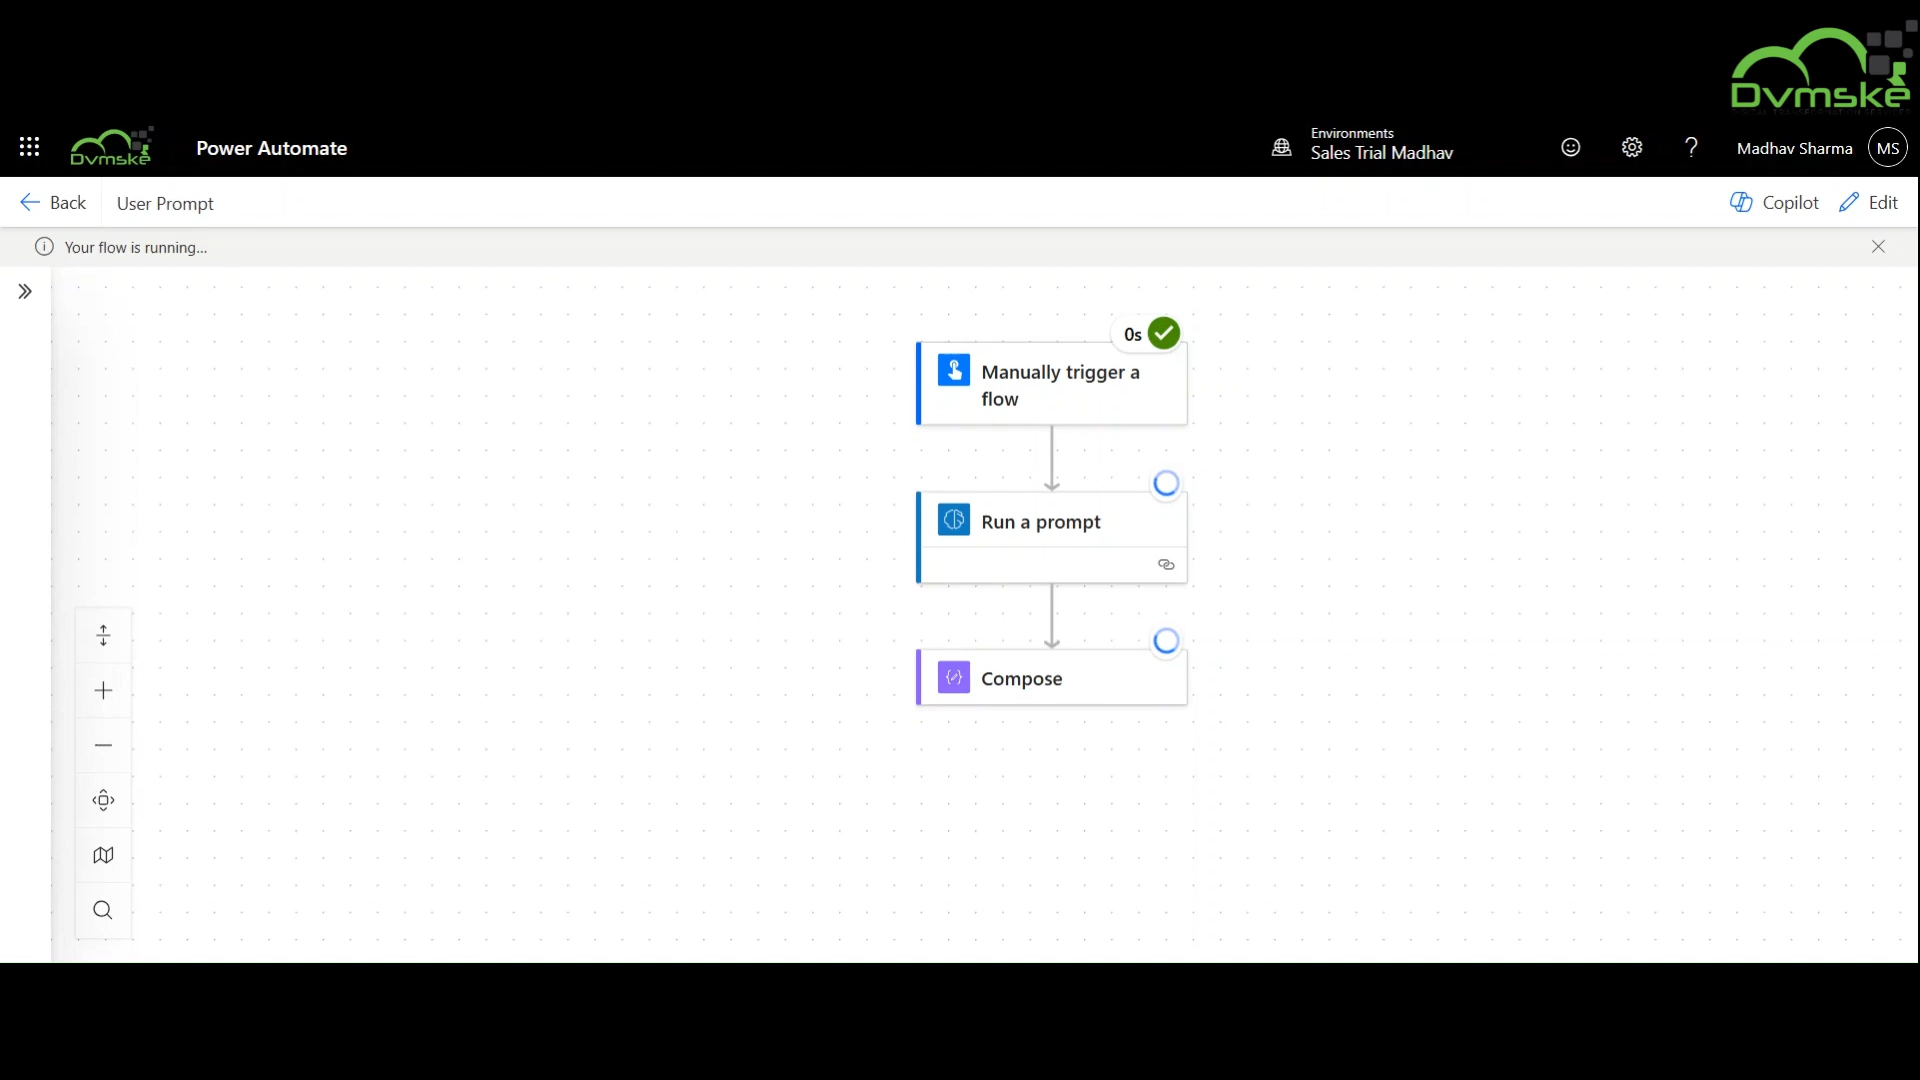 Dvmske
Dvmske
Power Automate
Environments
Sales Trial Madhav
Madhav Sharma
MS
Back
User Prompt
Copilot
Edit
Your flow is running...
0s
Manually trigger a
flow
Run a prompt
Compose